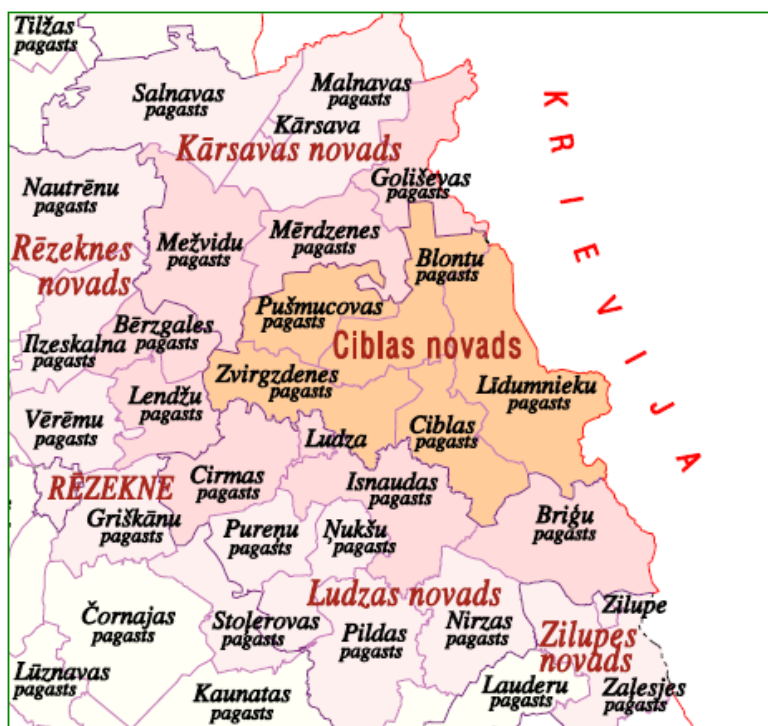 Tilžas
pagasts
Salnavas
pagasts
Malnavas
pagasts
Kārsava
Kārsavas novads
KRIEVIJA
Nautrēnu
pagasts
Goliševas
pagasts
Rēzeknes
novads
Mežvidu
pagasts
Mērdzenes
pagasts
Blontu
pagasts
Pušmucovas
pagasts
Bērzgales
pagasts
Ilzeskalna
pagasts
Ciblas novads
Zvirgzdenes
pagasts
Līdumnieku
pagasts
Lendžu
pagasts
Vērēmu
pagasts
Ludza
Ciblas
pagasts
RĒZEKNE
Cirmas
pagasts
Isnaudas
pagasts
Griškānu
pagasts
Pureņu
pagasts
Ņukšu
pagasts
Briģu
pagasts
Ludzas novads
Čornajas
pagasts
Stoļerovas
pagasts
Pildas
pagasts
Nirzas
pagasts
Zilupe
Zilupes
novads
Lūznavas
pagasts
Kaunatas
pagasts
Lauderu
pagasts
Zaļesjes
pagasts